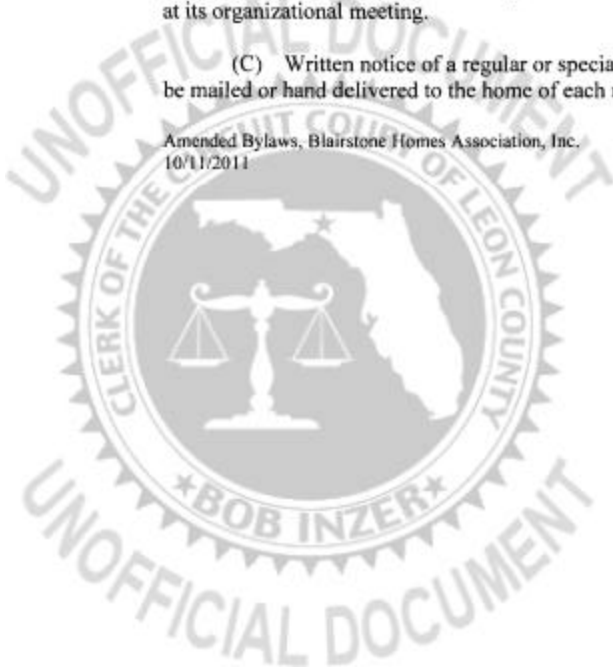 at its organizational meeting.
(C) Written notice of a regular or specia
be mailed or hand delivered to the home of each
Amended Bylaws, Blairstone Homes Association, Inc.
10/11/2011
UNOFFICIAL DOCUMENT
CLERK OF THE CIRCUIT COURT OF LEON COUNTY
★BOB INZER★
UNOFFICIAL DOCUMENT